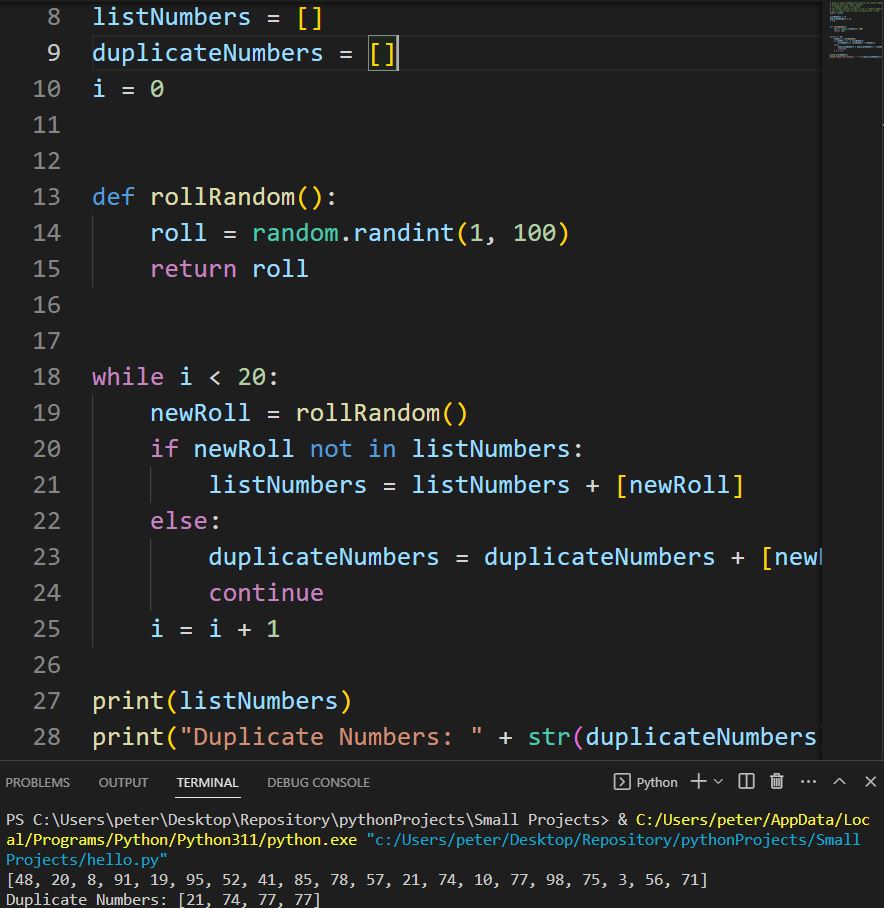 8 listNumbers = []
9 duplicateNumbers = []
10 i = 0
11
12
13 def rollRandom():
14 roll = random.randint(1, 100)
15 return roll
16
17
18 while i < 20:
19 newRoll = rollRandom()
20 if newRoll not in listNumbers:
21 listNumbers = listNumbers + [newRoll]
22 else:
23 duplicateNumbers = duplicateNumbers + [new
24 continue
25 i = i + 1
26
27 print(listNumbers)
28 print("Duplicate Numbers: " + str(duplicateNumbers
PROBLEMS OUTPUT TERMINAL DEBUG CONSOLE Python
PS C:\Users\peter\Desktop\Repository\pythonProjects\Small Projects> & C:/Users/peter/AppData/Loc
al/Programs/Python/Python311/python.exe "c:/Users/peter/Desktop/Repository/pythonProjects/Small
Projects/hello.py"
[48, 20, 8, 91, 19, 95, 52, 41, 85, 78, 57, 21, 74, 10, 77, 98, 75, 3, 56, 71]
Duplicate Numbers: [21, 74, 77, 77]